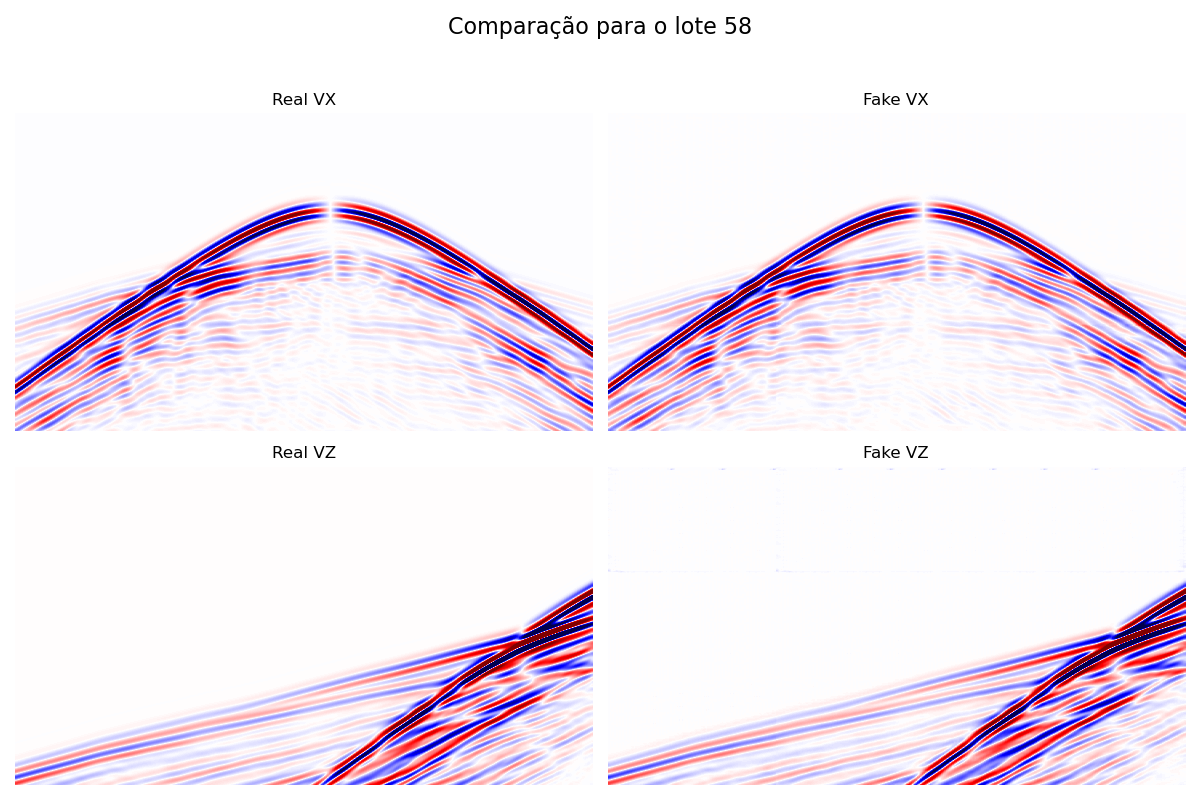 Comparação para o lote 58
Real VX
Fake VX
Real VZ
Fake VZ